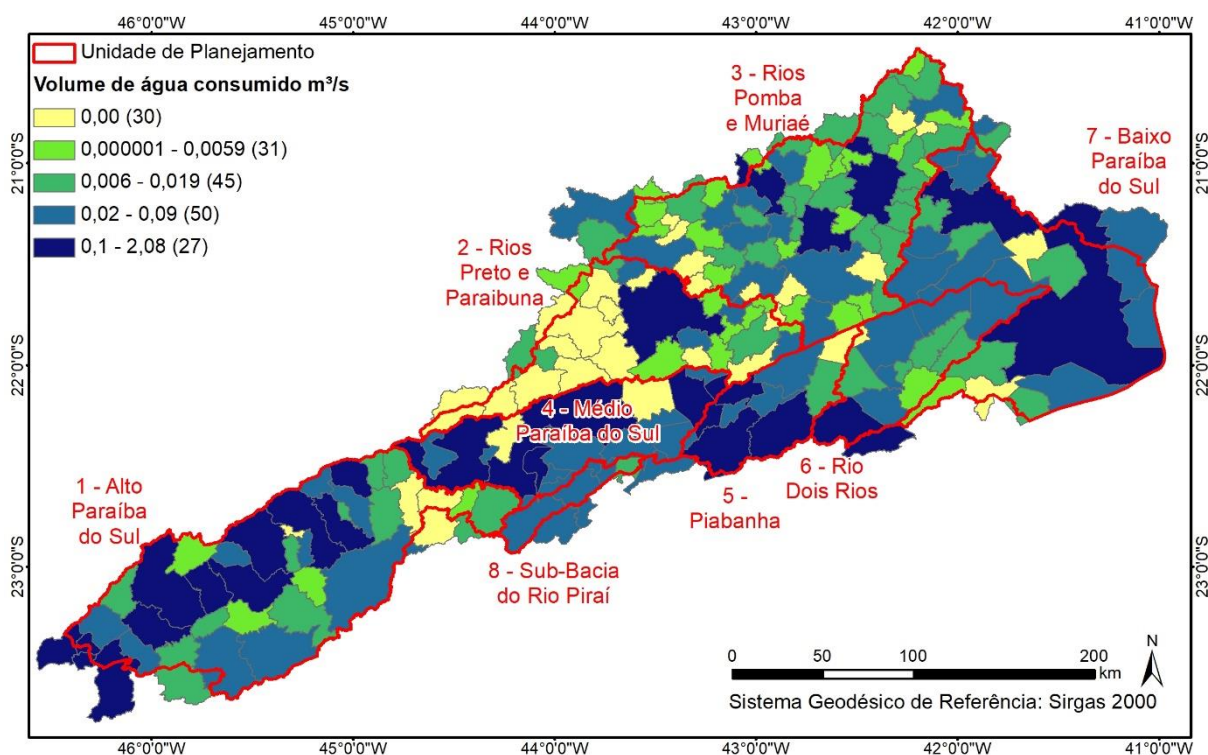 46°0'0"W 45°0'0"W 44°0'0"W 43°0'0"W 42°0'0"W 41°0'0"W
Unidade de Planejamento
Volume de água consumido m³/s
0,00 (30)
0,000001 - 0,0059 (31)
0,006 - 0,019 (45)
0,02 - 0,09 (50)
0,1 - 2,08 (27)
3 - Rios
Pomba
e Muriaé
7 - Baixo
Paraíba
do Sul
2 - Rios
Preto e
Paraibuna
4 - Médio
Paraíba do Sul
1 - Alto
Paraíba
do Sul
6 - Rio
Dois Rios
5 -
Piabanha
8 - Sub-Bacia
do Rio Piraí
21°0'0"S
22°0'0"S
23°0'0"S
21°0'0"S
22°0'0"S
23°0'0"S
N
0 50 100 200
km
Sistema Geodésico de Referência: Sirgas 2000
46°0'0"W 45°0'0"W 44°0'0"W 43°0'0"W 42°0'0"W 41°0'0"W